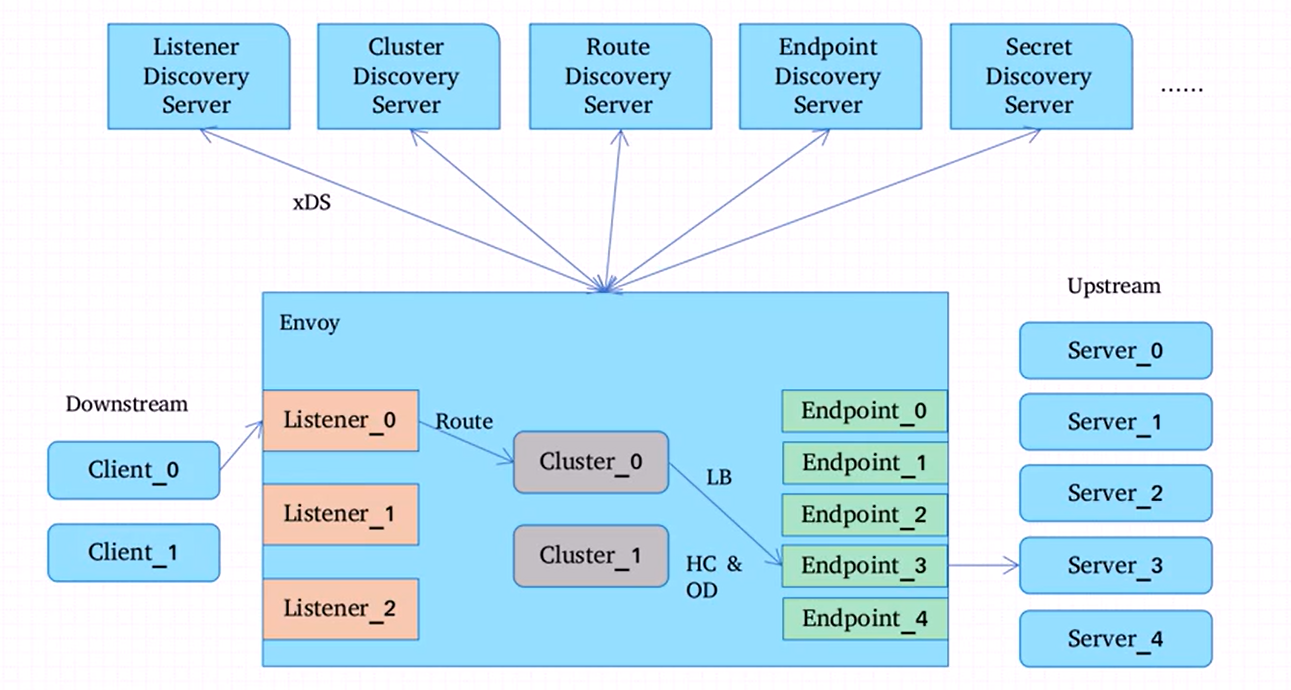 Listener
Discovery
Server
Cluster
Discovery
Server
Route
Discovery
Server
Endpoint
Discovery
Server
Secret
Discovery
Server
......
xDS
Envoy
Upstream
Downstream
Client_0
Client_1
Listener_0
Listener_1
Listener_2
Route
Cluster_0
Cluster_1
LB
HC &
OD
Endpoint_0
Endpoint_1
Endpoint_2
Endpoint_3
Endpoint_4
Server_0
Server_1
Server_2
Server_3
Server_4